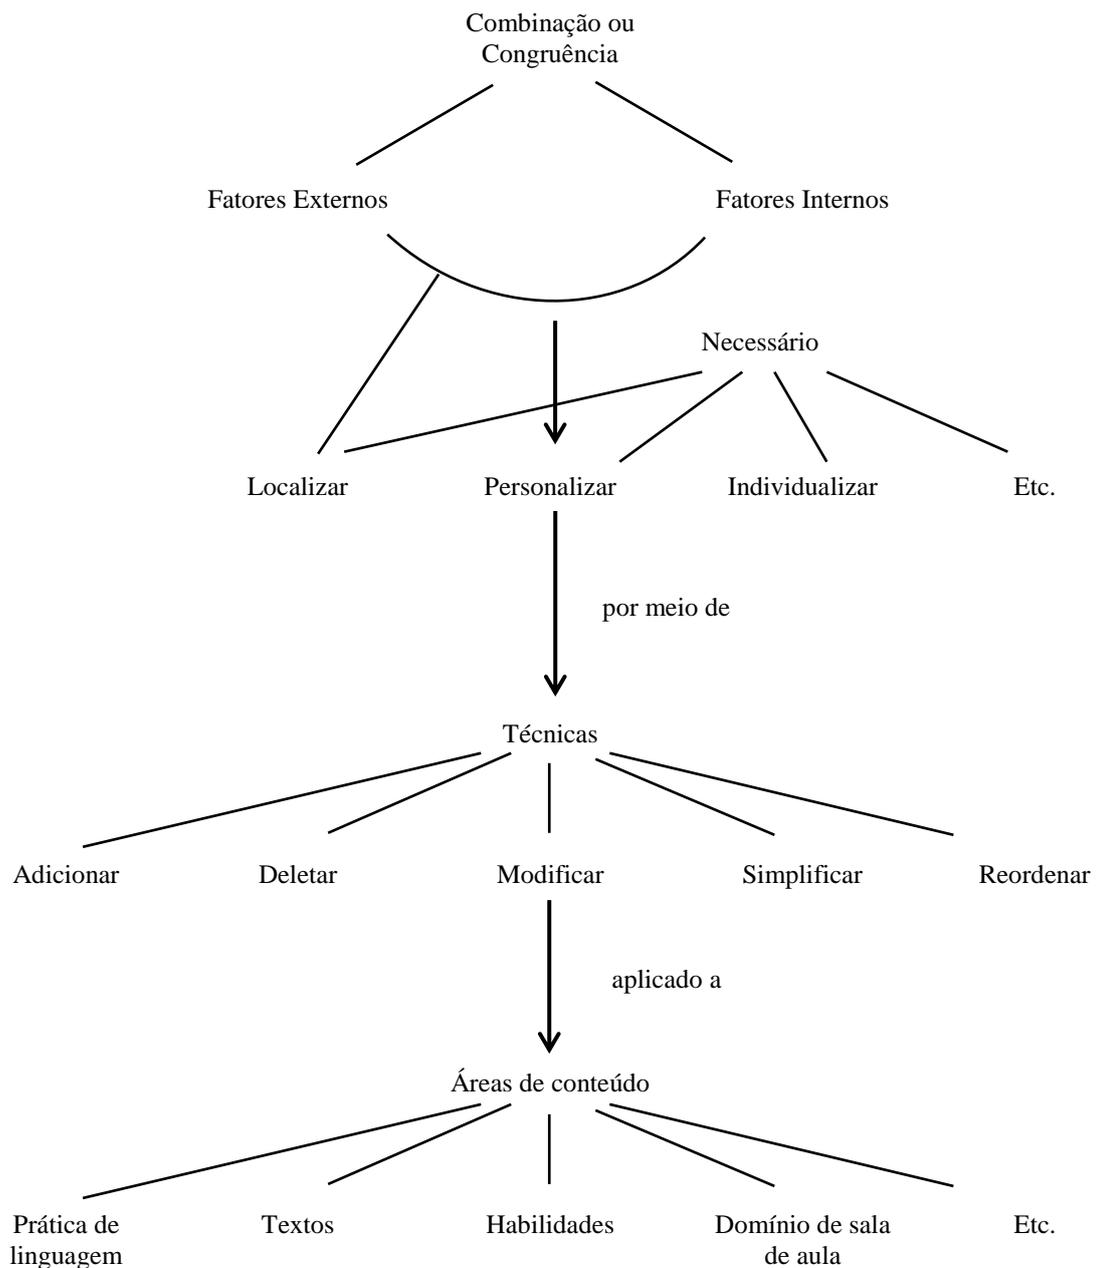 Combinação ou
Congruência
Fatores Externos
Fatores Internos
Necessário
Localizar
Personalizar
Individualizar
Etc.
por meio de
Técnicas
Adicionar
Deletar
Modificar
Simplificar
Reordenar
aplicado a
Áreas de conteúdo
Prática de
linguagem
Textos
Habilidades
Domínio de sala
de aula
Etc.